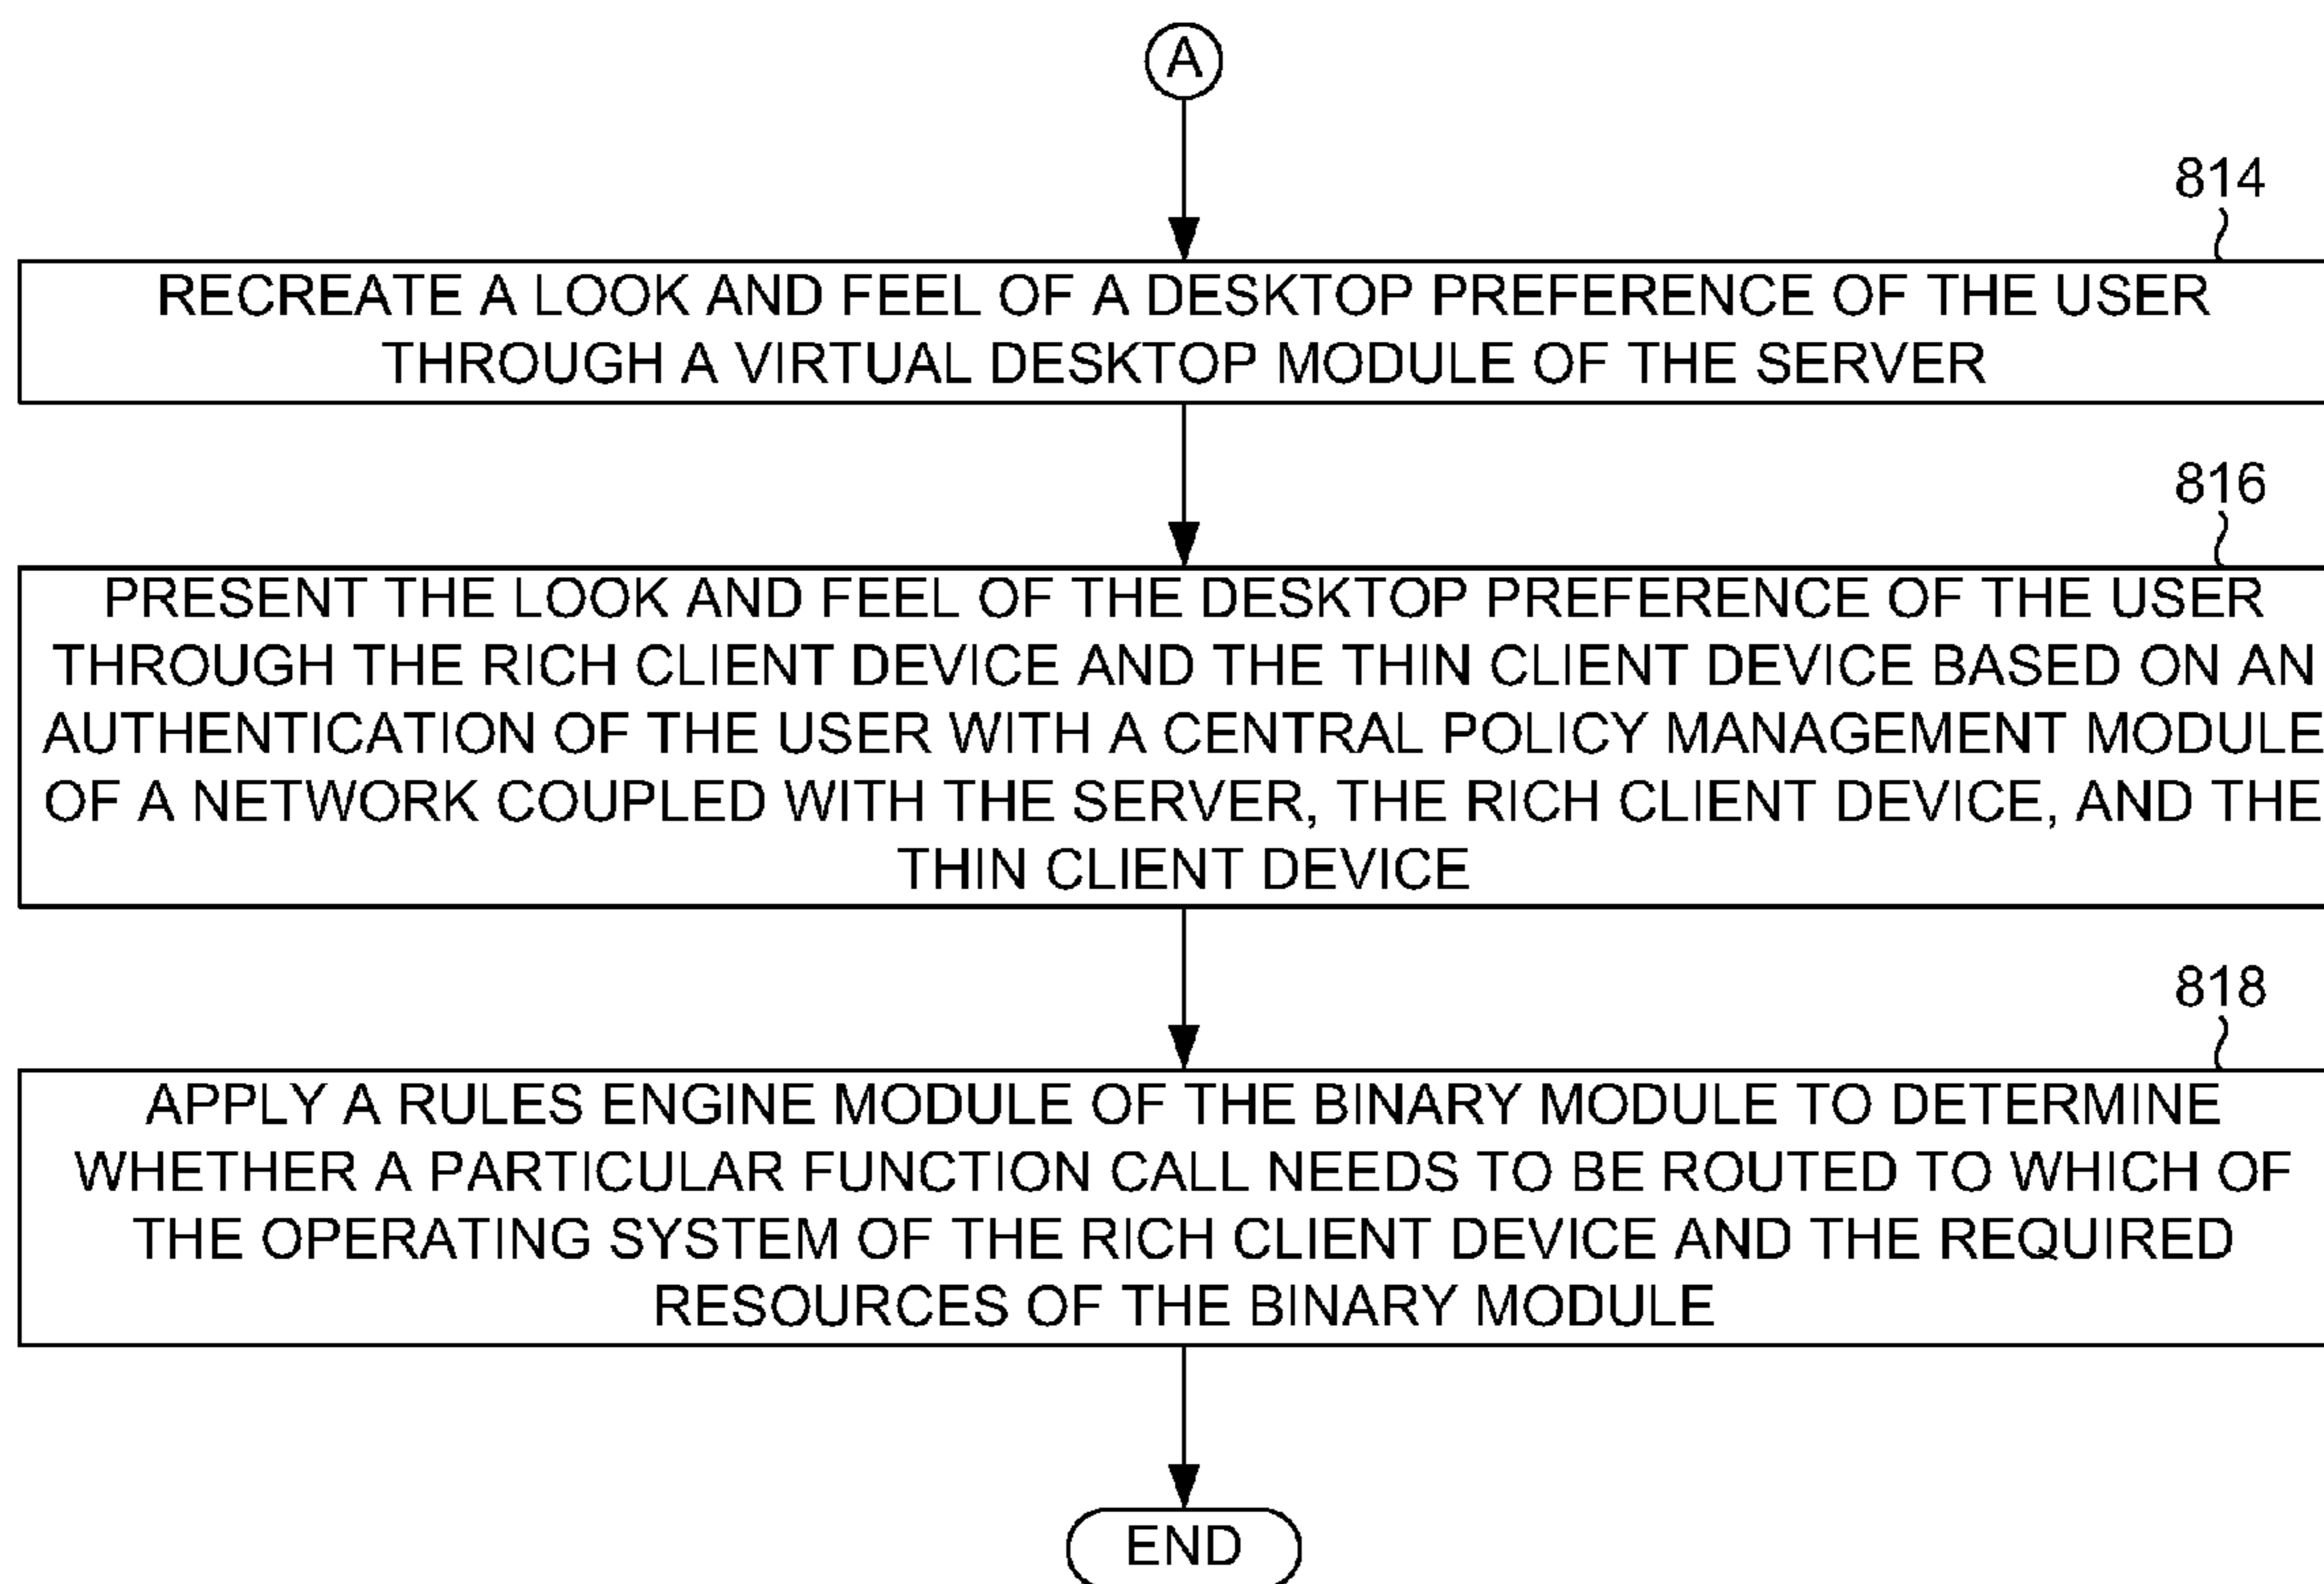 A
814
RECREATE A LOOK AND FEEL OF A DESKTOP PREFERENCE OF THE USER
THROUGH A VIRTUAL DESKTOP MODULE OF THE SERVER
816
PRESENT THE LOOK AND FEEL OF THE DESKTOP PREFERENCE OF THE USER
THROUGH THE RICH CLIENT DEVICE AND THE THIN CLIENT DEVICE BASED ON AN
AUTHENTICATION OF THE USER WITH A CENTRAL POLICY MANAGEMENT MODULE
OF A NETWORK COUPLED WITH THE SERVER, THE RICH CLIENT DEVICE, AND THE
THIN CLIENT DEVICE
818
APPLY A RULES ENGINE MODULE OF THE BINARY MODULE TO DETERMINE
WHETHER A PARTICULAR FUNCTION CALL NEEDS TO BE ROUTED TO WHICH OF
THE OPERATING SYSTEM OF THE RICH CLIENT DEVICE AND THE REQUIRED
RESOURCES OF THE BINARY MODULE
END